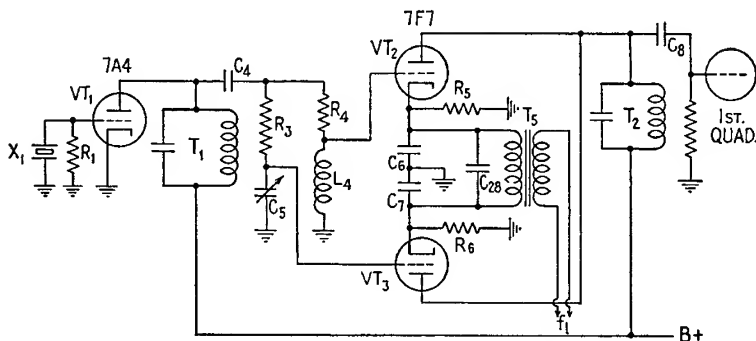 7A4
VT1
X1
R1
T1
C4
R3
C5
R4
L4
7F7
VT2
R5
C6
C7
C28
T5
R6
VT3
f1
T2
C8
1ST.
QUAD.
B+